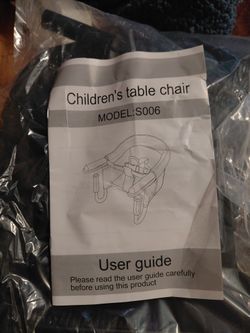 Children's table chair
MODEL:S006
User guide
Please read the user guide carefully
before using this product